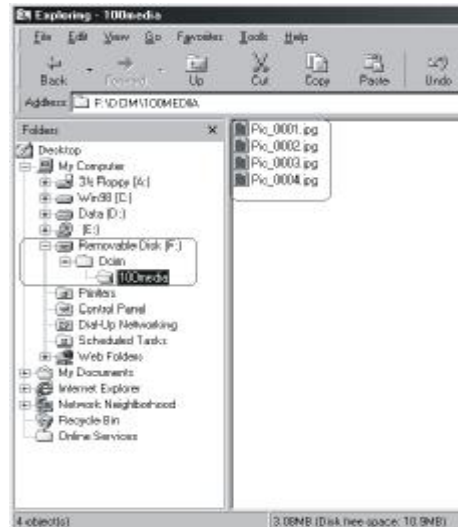 Exploring - 100media
File Edit View Go Favorites Tools Help
Back Forward Up Cut Copy Paste Undo
Address F:\DCIM\100MEDIA
Folders
Desktop
My Computer
3½ Floppy (A:)
Win98 (C:)
Data (D:)
(E:)
Removable Disk (F:)
Dcim
100media
Printers
Control Panel
Dial-Up Networking
Scheduled Tasks
Web Folders
My Documents
Internet Explorer
Network Neighborhood
Recycle Bin
Online Services
Pic_0001.jpg
Pic_0002.jpg
Pic_0003.jpg
Pic_0004.jpg
4 object(s) 3.08MB (Disk free space: 10.9MB)